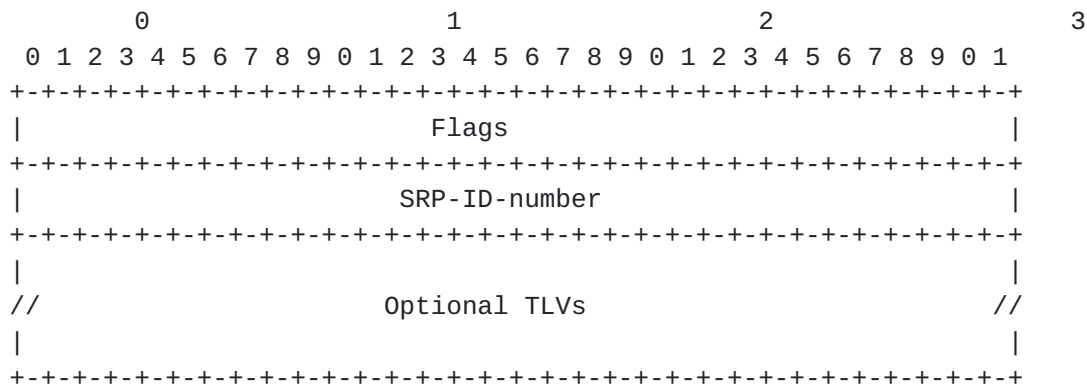 0                   1                   2                   3
0 1 2 3 4 5 6 7 8 9 0 1 2 3 4 5 6 7 8 9 0 1 2 3 4 5 6 7 8 9 0 1
+-+-+-+-+-+-+-+-+-+-+-+-+-+-+-+-+-+-+-+-+-+-+-+-+-+-+-+-+-+-+-+-+
|                          Flags                                |
+-+-+-+-+-+-+-+-+-+-+-+-+-+-+-+-+-+-+-+-+-+-+-+-+-+-+-+-+-+-+-+-+
|                        SRP-ID-number                          |
+-+-+-+-+-+-+-+-+-+-+-+-+-+-+-+-+-+-+-+-+-+-+-+-+-+-+-+-+-+-+-+-+
|                                                               |
//                      Optional TLVs                          //
|                                                               |
+-+-+-+-+-+-+-+-+-+-+-+-+-+-+-+-+-+-+-+-+-+-+-+-+-+-+-+-+-+-+-+-+